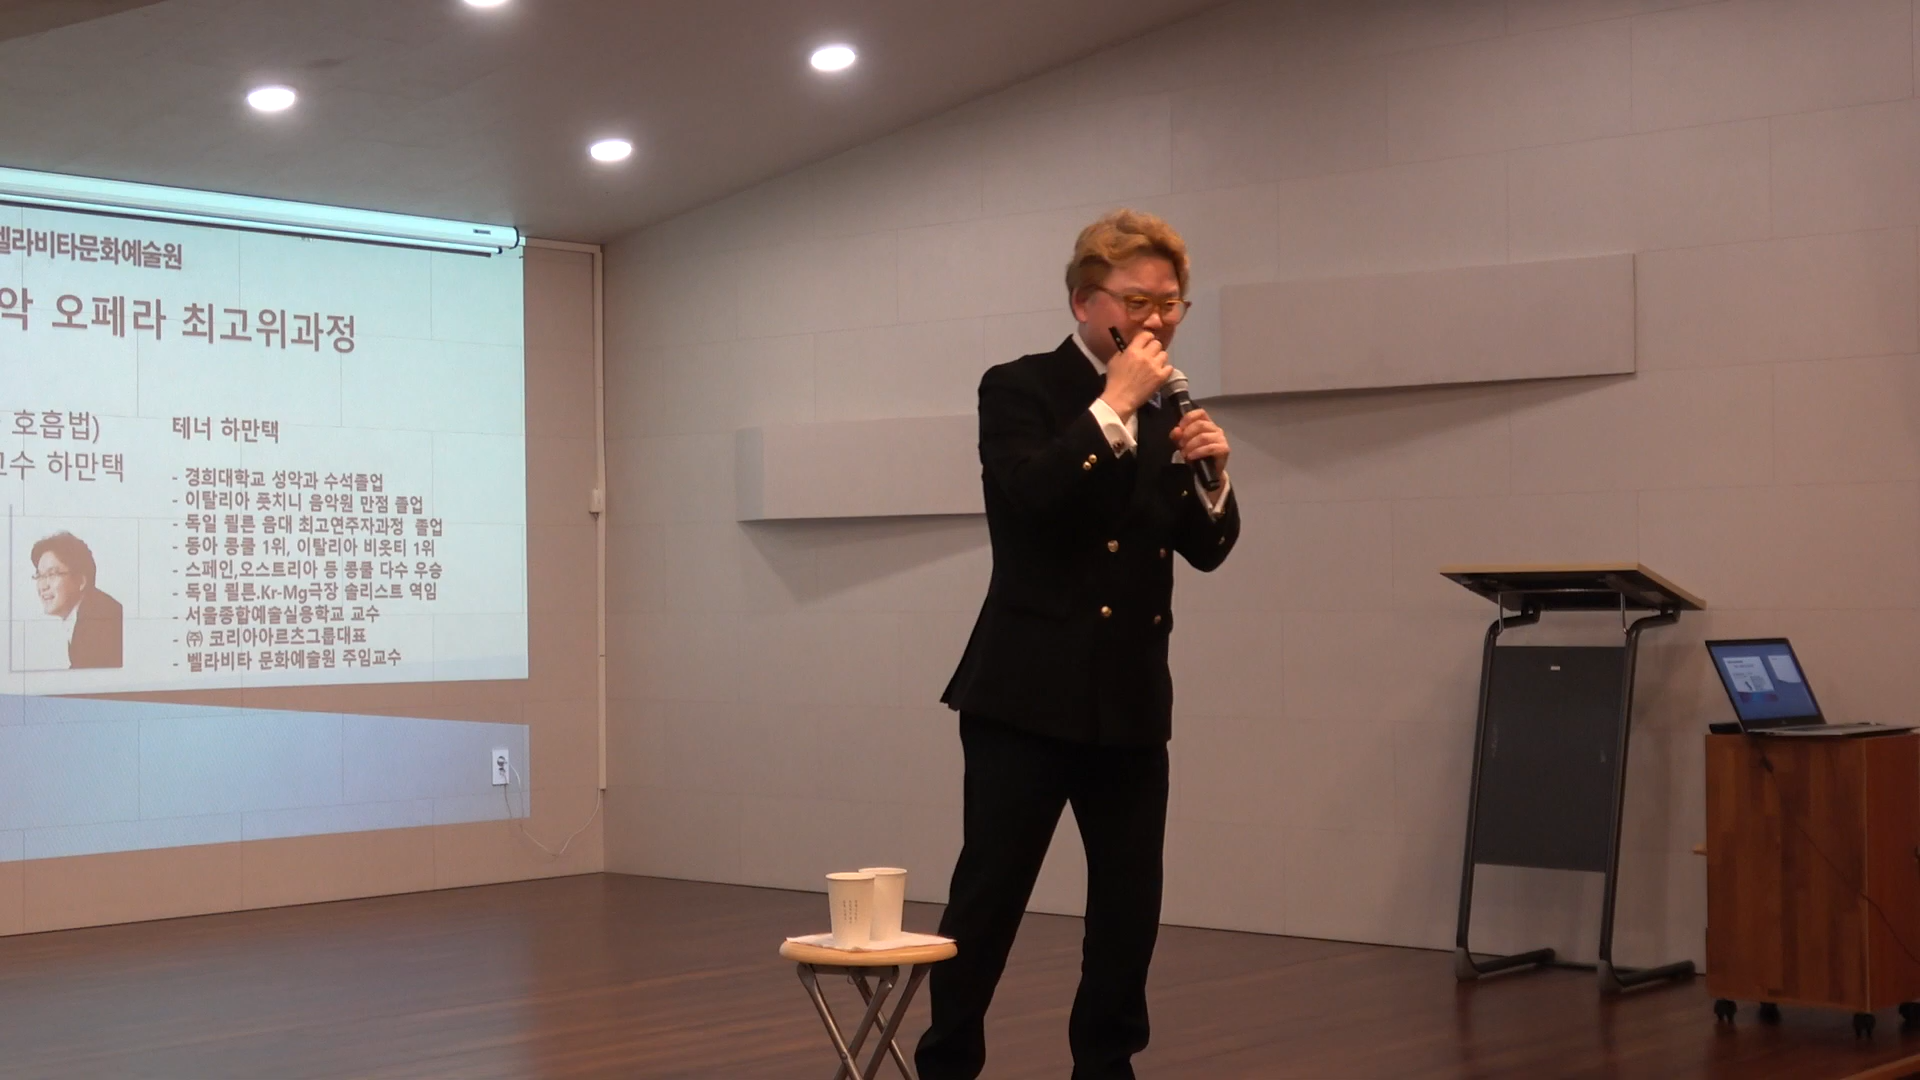 벨라비타문화예술원
악 오페라 최고위과정
호흡법)
교수 하만택
테너 하만택
- 경희대학교 성악과 수석졸업
- 이탈리아 풋치니 음악원 만점 졸업
- 독일 쾰른 음대 최고연주자과정 졸업
- 동아 콩쿨 1위, 이탈리아 비옷티 1위
- 스페인,오스트리아 등 콩쿨 다수 우승
- 독일 쾰른.Kr-Mg극장 솔리스트 역임
- 서울종합예술실용학교 교수
- ㈜ 코리아아르츠그룹대표
- 벨라비타 문화예술원 주임교수